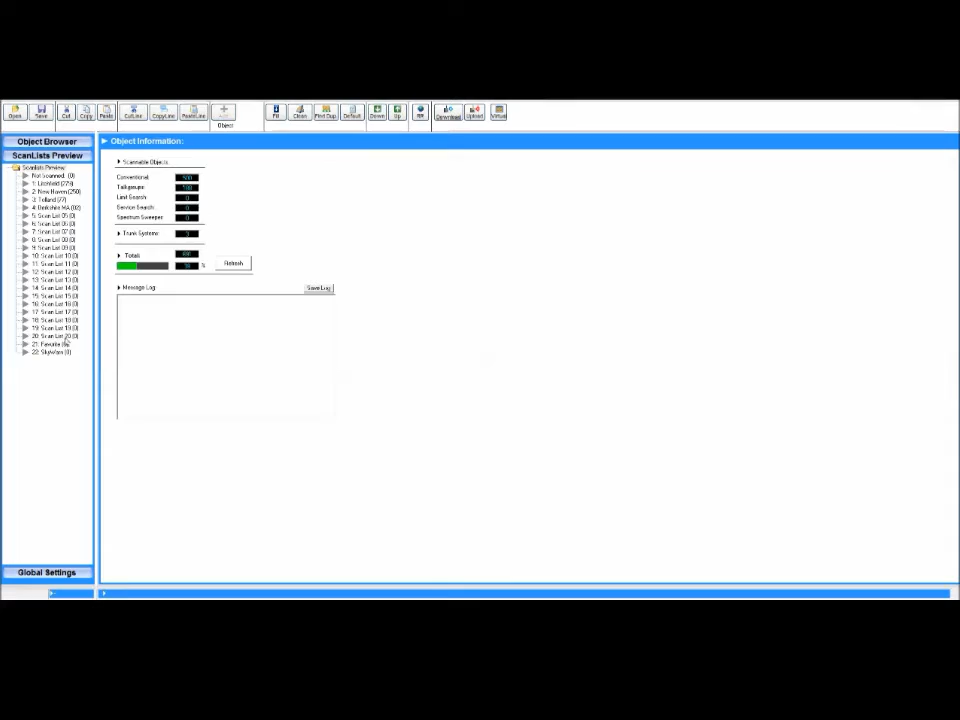 Open Save Cut Copy Paste CutLine CopyLine PasteLine Fill Clean Find Dup Default Down Up Download Upload Virtual
Object
Object Browser
Object Information:
ScanLists Preview
Scanlists Preview
Not Scanned: (0)
1: Litchfield (279)
2: New Haven (250)
3: Tolland (77)
4: Berkshire MA (82)
5: Scan List 05 (0)
6: Scan List 06 (0)
7: Scan List 07 (0)
8: Scan List 08 (0)
9: Scan List 09 (0)
10: Scan List 10 (0)
11: Scan List 11 (0)
12: Scan List 12 (0)
13: Scan List 13 (0)
14: Scan List 14 (0)
15: Scan List 15 (0)
16: Scan List 16 (0)
17: Scan List 17 (0)
18: Scan List 18 (0)
19: Scan List 19 (0)
20: Scan List 20 (0)
21: Favorite
22: SkyWarn (0)
Scannable Objects
Conventional:
Talkgroups:
Limit Search: 0
Service Search: 0
Spectrum Sweeper: 0
Trunk Systems: 3
Total:
% Refresh
Message Log: Save Log
Global Settings